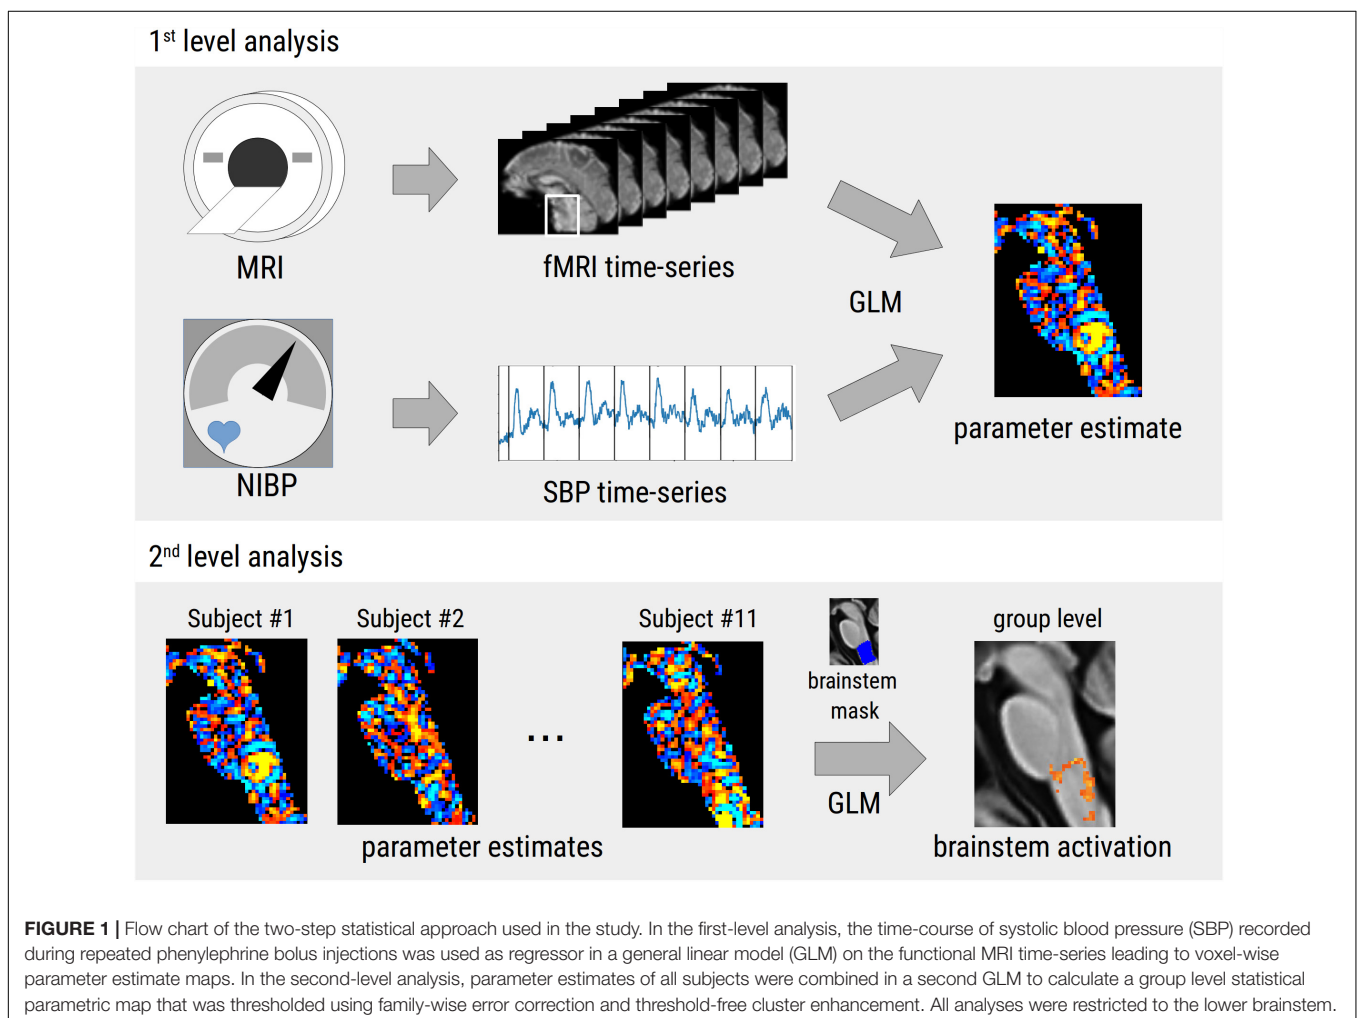 1st level analysis
MRI
fMRI time-series
GLM
NIBP
SBP time-series
parameter estimate
2nd level analysis
Subject #1
Subject #2
...
Subject #11
brainstem
mask
GLM
group level
parameter estimates
brainstem activation
FIGURE 1 | Flow chart of the two-step statistical approach used in the study. In the first-level analysis, the time-course of systolic blood pressure (SBP) recorded
during repeated phenylephrine bolus injections was used as regressor in a general linear model (GLM) on the functional MRI time-series leading to voxel-wise
parameter estimate maps. In the second-level analysis, parameter estimates of all subjects were combined in a second GLM to calculate a group level statistical
parametric map that was thresholded using family-wise error correction and threshold-free cluster enhancement. All analyses were restricted to the lower brainstem.